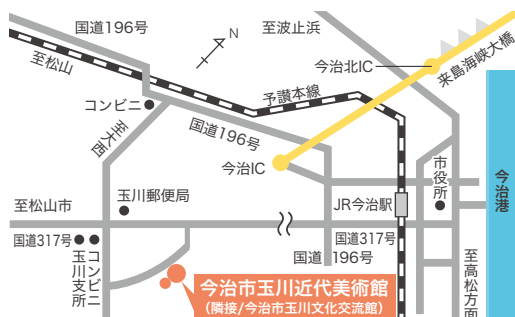 国道196号
至波止浜
N
今治北IC
来島海峡大橋
至松山
予讃本線
コンビニ
国道196号
至大西
今治IC
市役所
今治港
玉川郵便局
JR今治駅
至松山市
国道317号
国道317号
国道196号
コンビニ
玉川支所
至高松方面
今治市玉川近代美術館
（隣接/今治市玉川文化交流館）